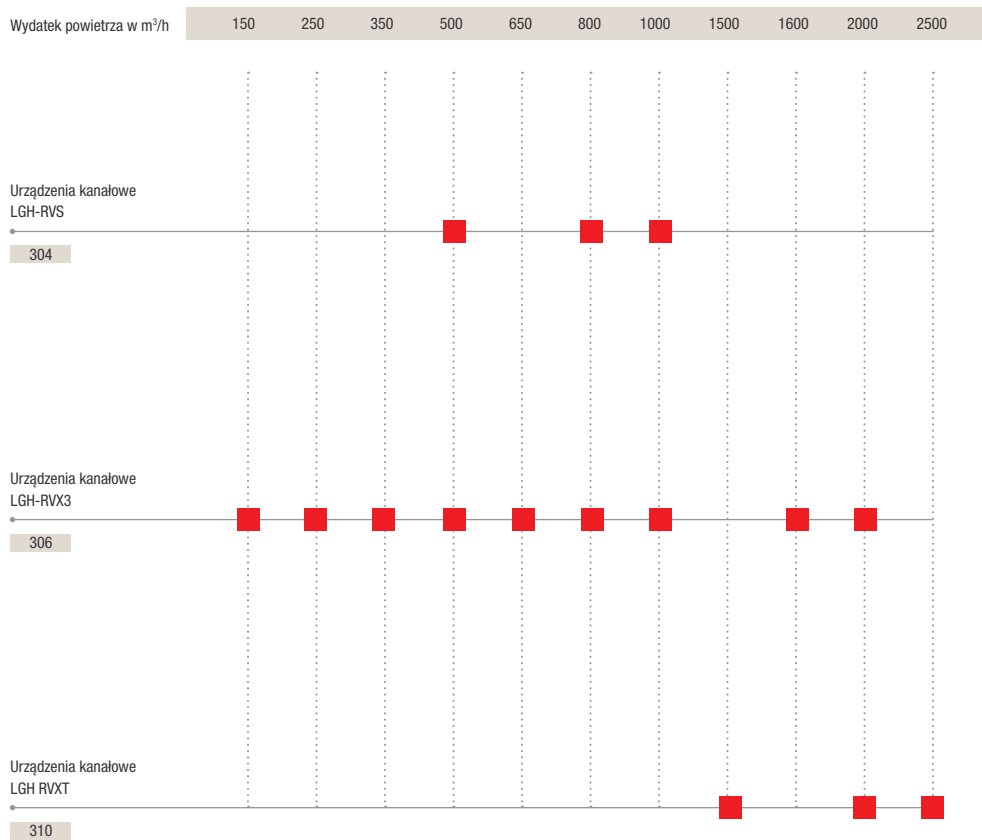 Wydatek powietrza w m³/h 150 250 350 500 650 800 1000 1500 1600 2000 2500
Urządzenia kanałowe
LGH-RVS
304
Urządzenia kanałowe
LGH-RVX3
306
Urządzenia kanałowe
LGH RVXT
310